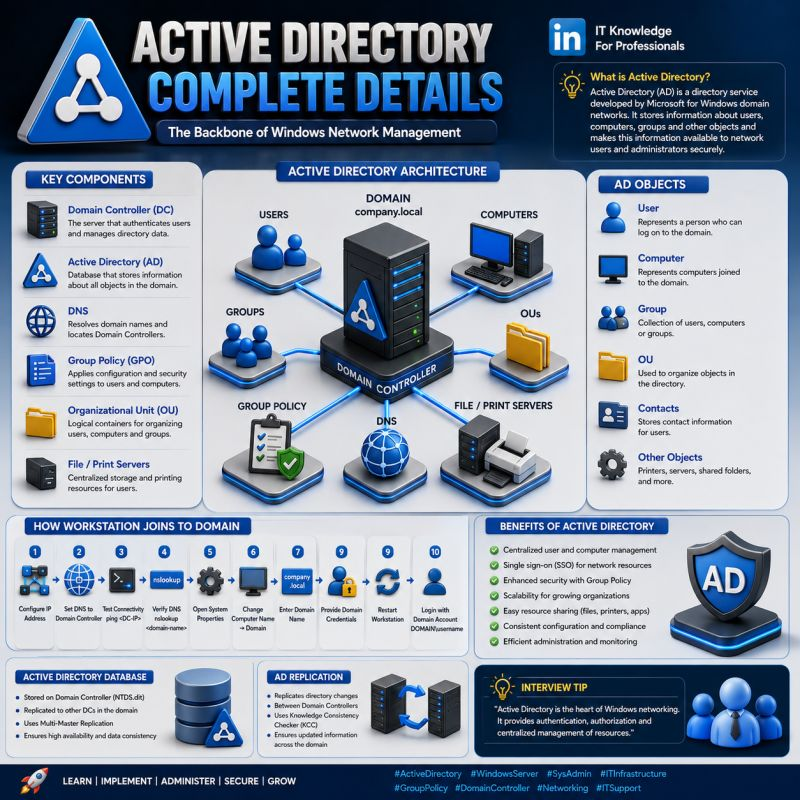 ACTIVE DIRECTORY
COMPLETE DETAILS
The Backbone of Windows Network Management
in
IT Knowledge
For Professionals
What is Active Directory?
Active Directory (AD) is a directory service
developed by Microsoft for Windows domain
networks. It stores information about users,
computers, groups and other objects and
makes this information available to network
users and administrators securely.
KEY COMPONENTS
Domain Controller (DC)
The server that authenticates users
and manages directory data.
Active Directory (AD)
Database that stores information
about all objects in the domain.
DNS
Resolves domain names and
locates Domain Controllers.
Group Policy (GPO)
Applies configuration and security
settings to users and computers.
Organizational Unit (OU)
Logical containers for organizing
users, computers and groups.
File / Print Servers
Centralized storage and printing
resources for users.
ACTIVE DIRECTORY ARCHITECTURE
DOMAIN
company.local
USERS
COMPUTERS
GROUPS
OUs
DOMAIN CONTROLLER
GROUP POLICY
DNS
FILE / PRINT SERVERS
AD OBJECTS
User
Represents a person who can
log on to the domain.
Computer
Represents computers joined
to the domain.
Group
Collection of users, computers
or groups.
OU
Used to organize objects in
the directory.
Contacts
Stores contact information
for users.
Other Objects
Printers, servers, shared folders,
and more.
HOW WORKSTATION JOINS TO DOMAIN
1
Configure IP
Address
2
Set DNS to
Domain Controller
3
Test Connectivity
ping <DC-IP>
4
nslookup
Verify DNS
nslookup
<domain-name>
5
Open System
Properties
6
Change
Computer Name
→ Domain
7
company
.local
Enter Domain
Name
9
Provide Domain
Credentials
9
Restart
Workstation
10
Login with
Domain Account
DOMAIN\username
BENEFITS OF ACTIVE DIRECTORY
Centralized user and computer management
Single sign-on (SSO) for network resources
Enhanced security with Group Policy
Scalability for growing organizations
Easy resource sharing (files, printers, apps)
Consistent configuration and compliance
Efficient administration and monitoring
AD
ACTIVE DIRECTORY DATABASE
• Stored on Domain Controller (NTDS.dit)
• Replicated to other DCs in the domain
• Uses Multi-Master Replication
• Ensures high availability and data consistency
AD REPLICATION
• Replicates directory changes
• Between Domain Controllers
• Uses Knowledge Consistency
Checker (KCC)
• Ensures updated information
across the domain
INTERVIEW TIP
"Active Directory is the heart of Windows networking.
It provides authentication, authorization and
centralized management of resources."
LEARN | IMPLEMENT | ADMINISTER | SECURE | GROW
#ActiveDirectory #WindowsServer #SysAdmin #ITInfrastructure
#GroupPolicy #DomainController #Networking #ITSupport